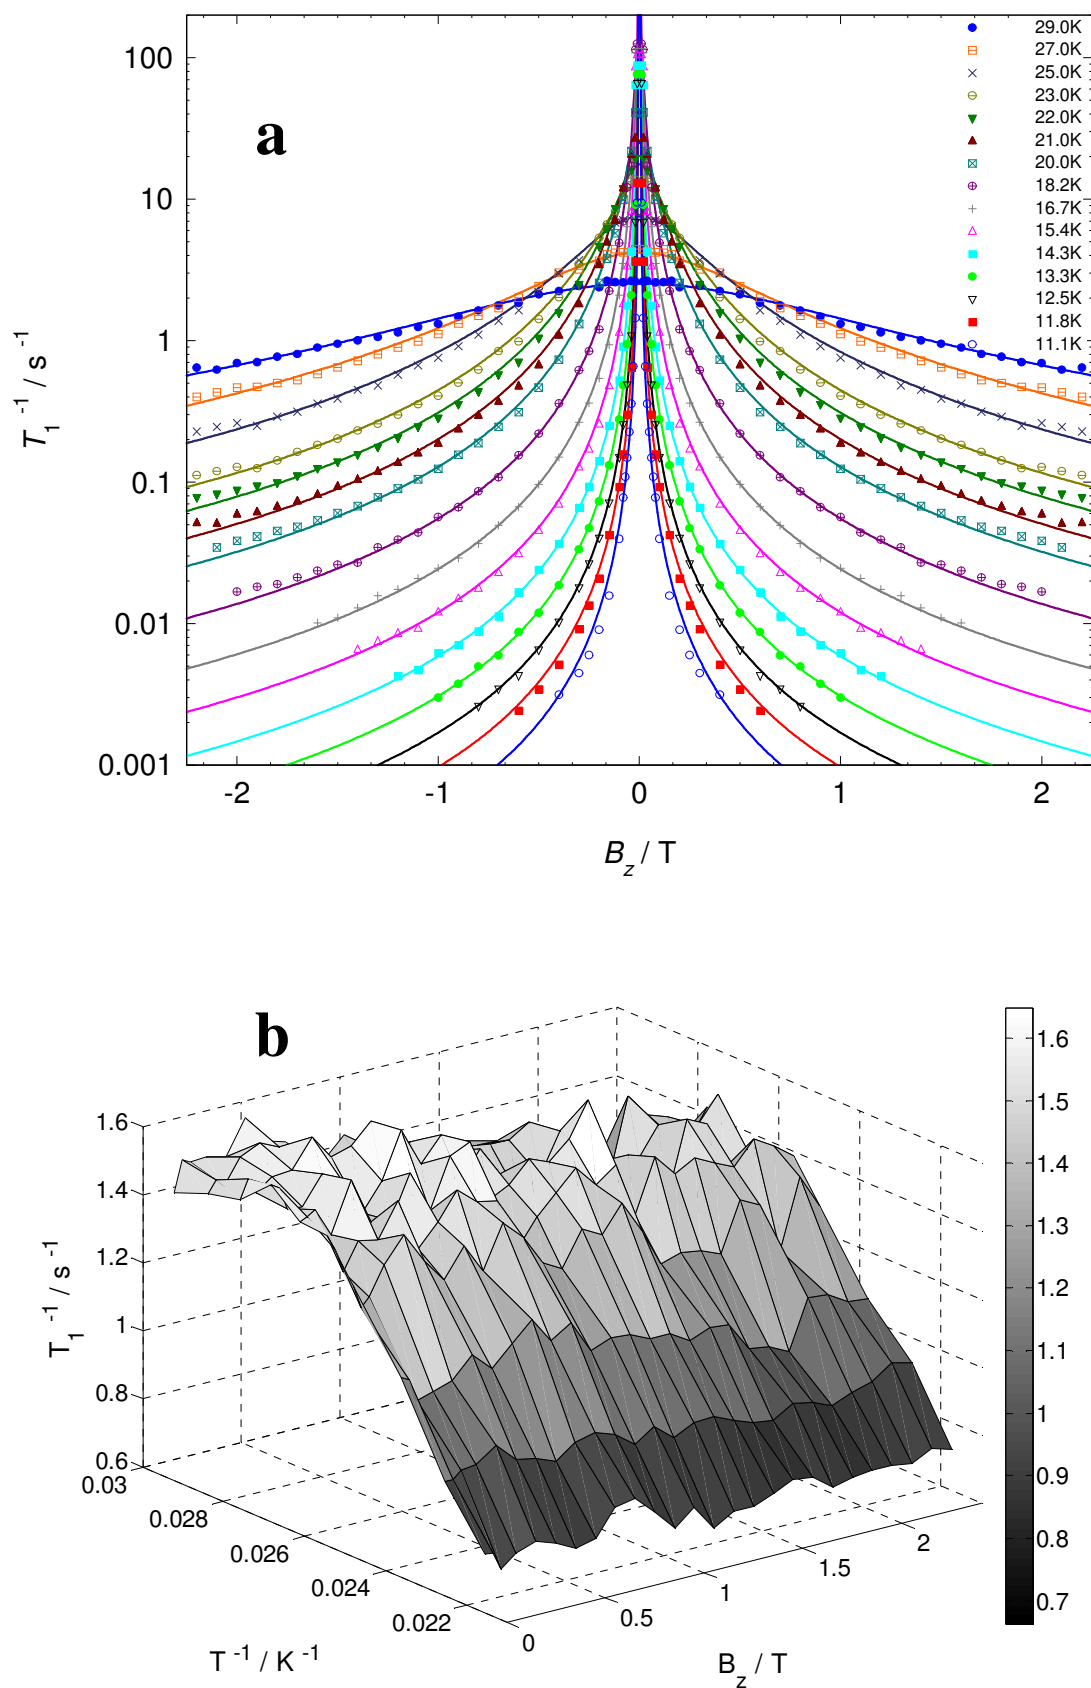 100
10
1
0.1
0.01
0.001
T₁⁻¹ / s⁻¹
a
29.0K
27.0K
25.0K
23.0K
22.0K
21.0K
20.0K
18.2K
16.7K
15.4K
14.3K
13.3K
12.5K
11.8K
11.1K
-2 -1 0 1 2
B_z / T
b
1.6
1.4
1.2
1
0.8
0.6
T₁⁻¹ / s⁻¹
0.03
0.028
0.026
0.024
0.022
T⁻¹ / K⁻¹
0
0.5
1
1.5
2
B_z / T
1.6
1.5
1.4
1.3
1.2
1.1
1
0.9
0.8
0.7